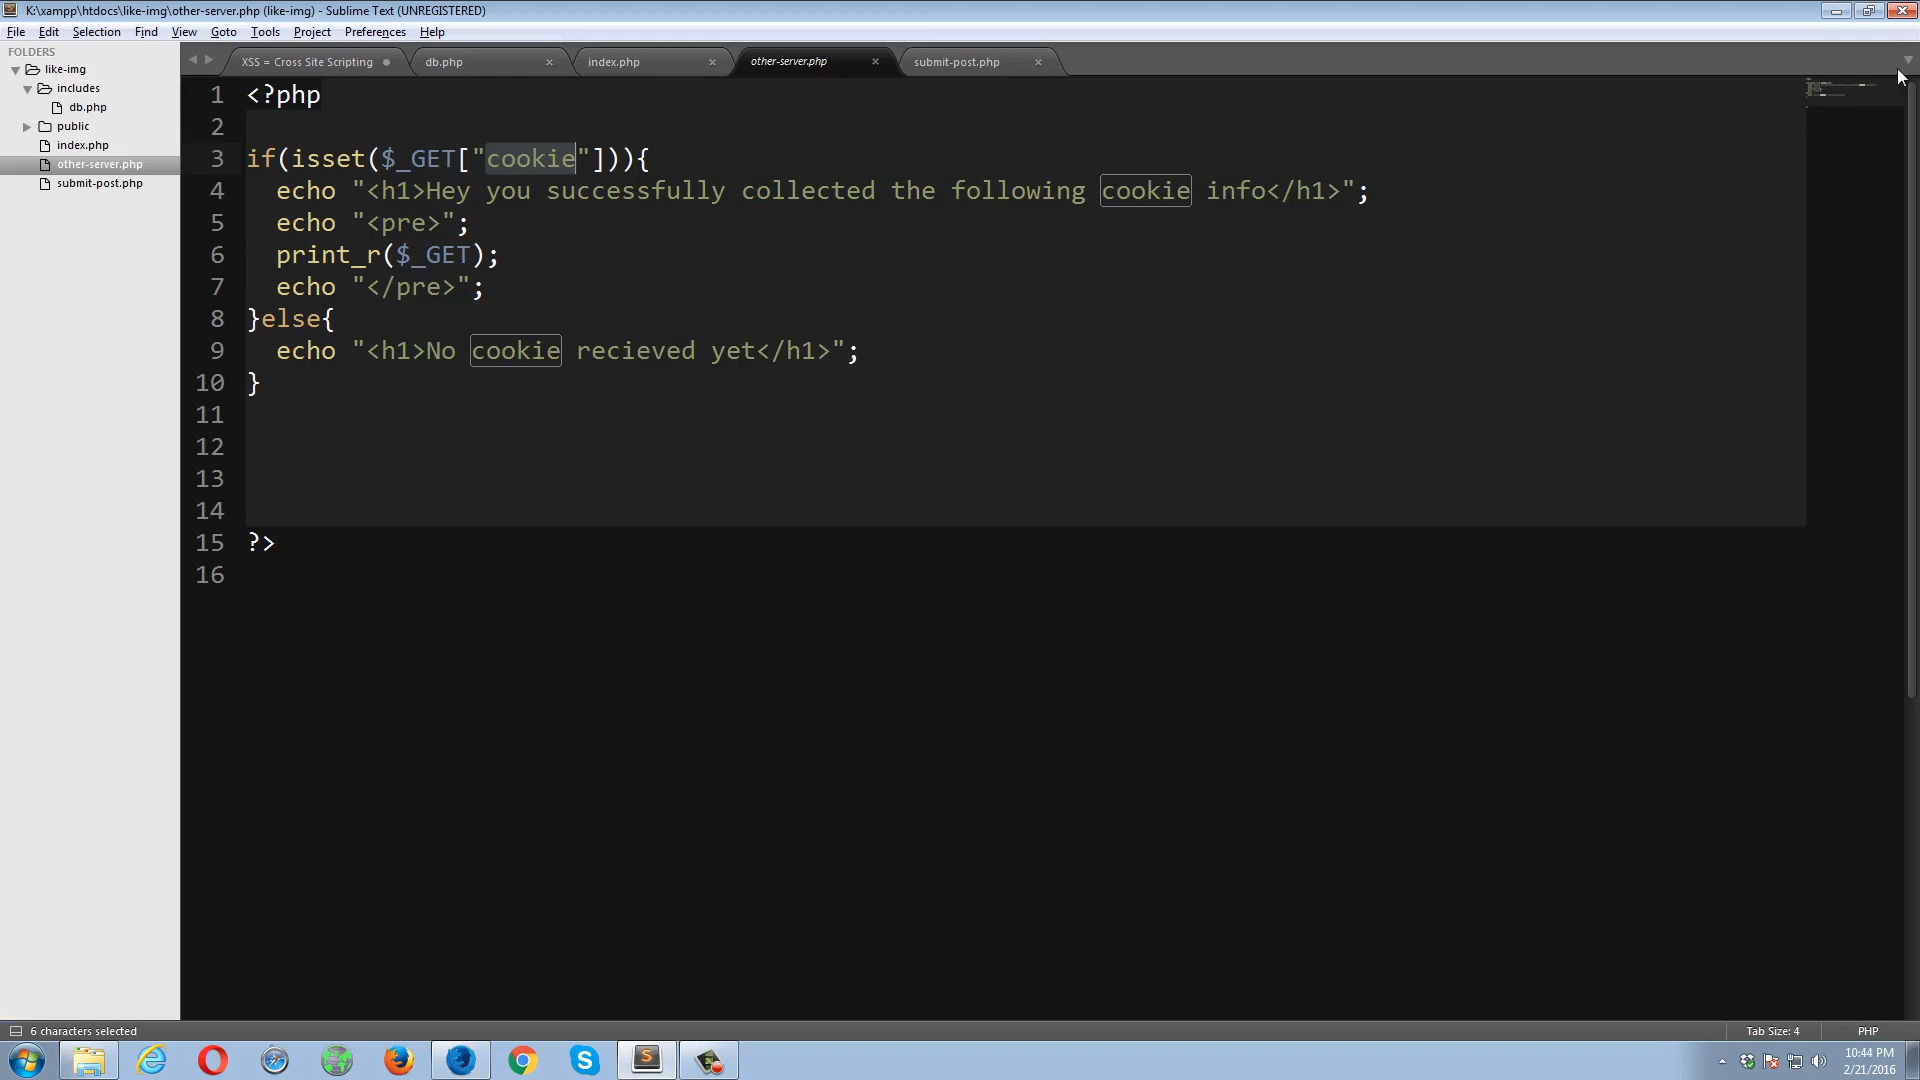 K:\xampp\htdocs\like-img\other-server.php (like-img) - Sublime Text (UNREGISTERED)
File Edit Selection Find View Goto Tools Project Preferences Help
FOLDERS
like-img
includes
db.php
public
index.php
other-server.php
submit-post.php
XSS = Cross Site Scripting db.php index.php other-server.php submit-post.php
1 <?php
2
3 if(isset($_GET["cookie"])){
4 echo "<h1>Hey you successfully collected the following cookie info</h1>";
5 echo "<pre>";
6 print_r($_GET);
7 echo "</pre>";
8 }else{
9 echo "<h1>No cookie recieved yet</h1>";
10 }
11
12
13
14
15 ?>
16
6 characters selected Tab Size: 4 PHP
10:44 PM
2/21/2016